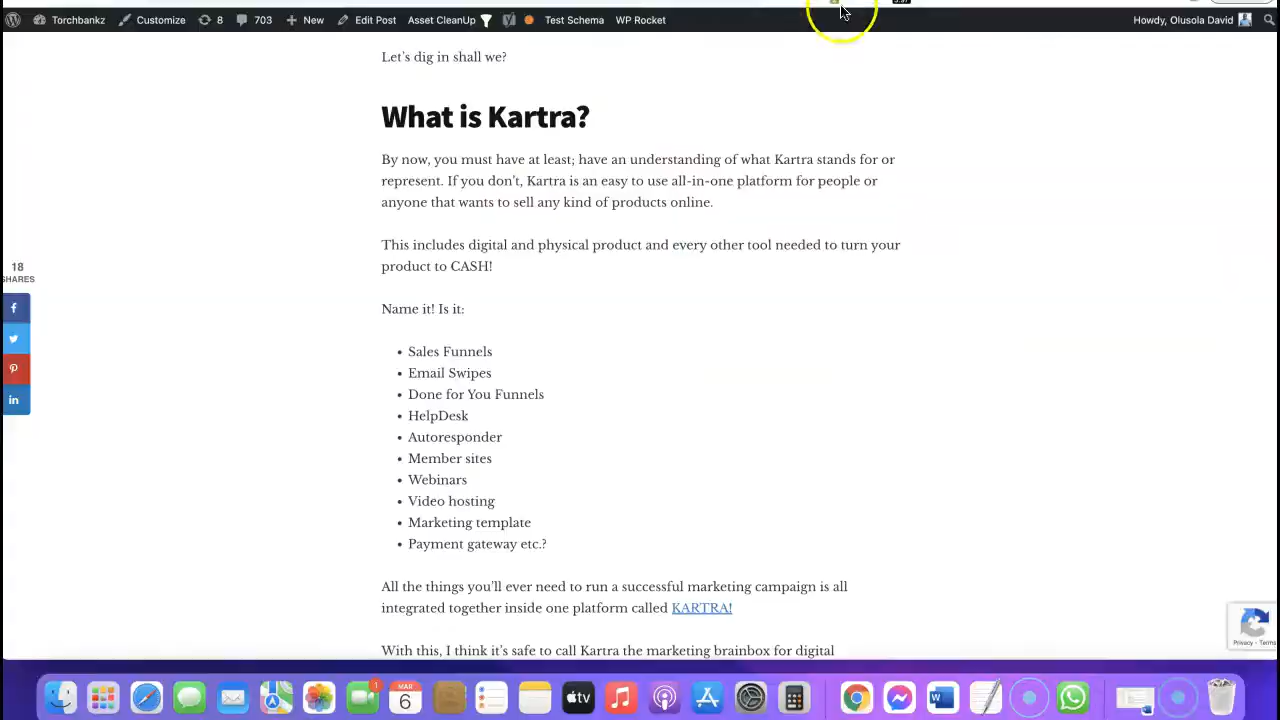 Torchbankz Customize 8 703 New Edit Post Asset CleanUp Test Schema WP Rocket Howdy, Olusola David
Let's dig in shall we?
What is Kartra?
By now, you must have at least; have an understanding of what Kartra stands for or
represent. If you don't, Kartra is an easy to use all-in-one platform for people or
anyone that wants to sell any kind of products online.
This includes digital and physical product and every other tool needed to turn your
product to CASH!
18
SHARES
Name it! Is it:
• Sales Funnels
• Email Swipes
• Done for You Funnels
• HelpDesk
• Autoresponder
• Member sites
• Webinars
• Video hosting
• Marketing template
• Payment gateway etc.?
All the things you'll ever need to run a successful marketing campaign is all
integrated together inside one platform called KARTRA!
With this, I think it's safe to call Kartra the marketing brainbox for digital
Privacy - Terms
1
MAR
6
tv